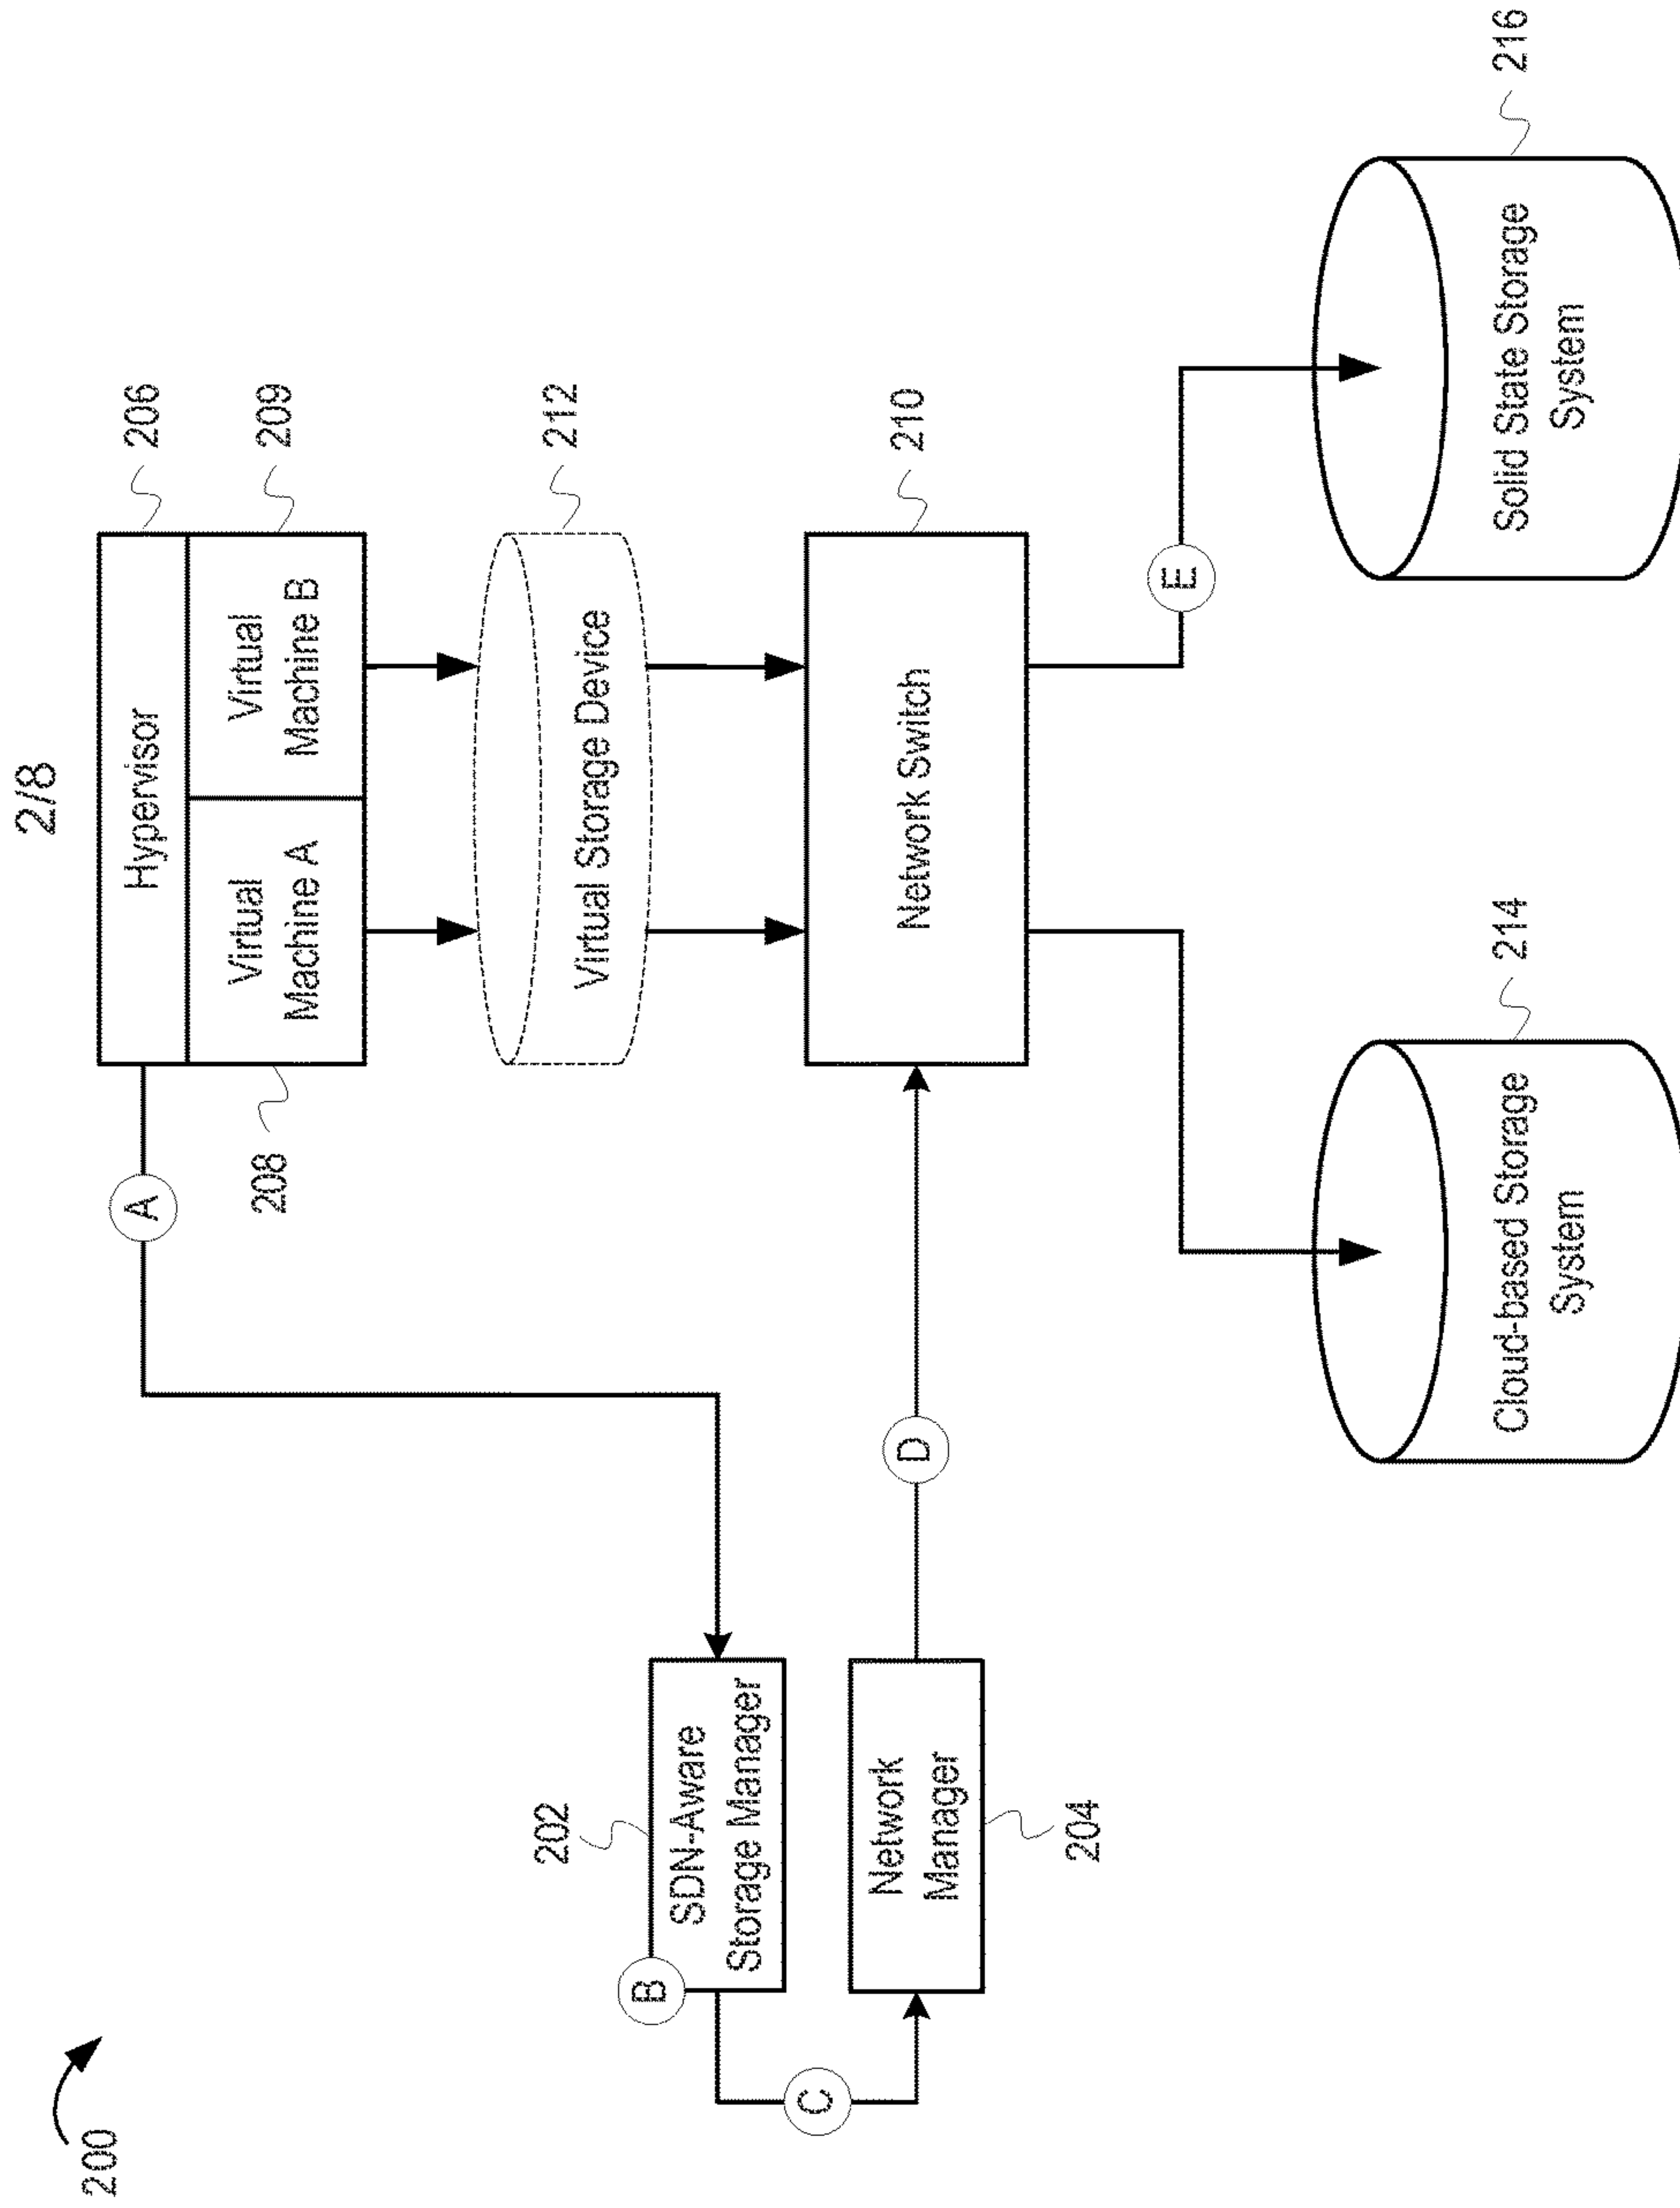 2/8
200
Hypervisor
206
Virtual
Machine A
Virtual
Machine B
208
209
A
Virtual Storage Device
212
SDN-Aware
Storage Manager
202
B
C
Network
Manager
204
D
Network Switch
210
E
Cloud-based Storage
System
214
Solid State Storage
System
216